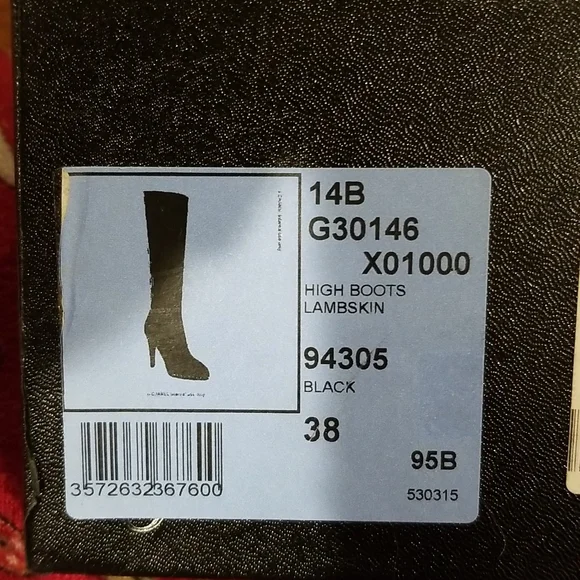 14B
G30146
X01000
HIGH BOOTS
LAMBSKIN
94305
BLACK
38
95B
530315
3572632367600